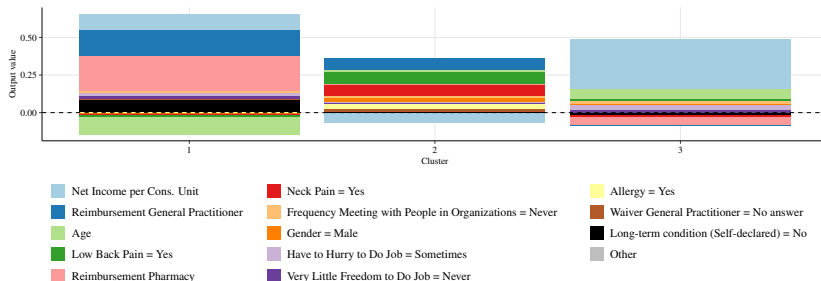 0.50
0.25
0.00
Output value
1 2 3
Cluster
Net Income per Cons. Unit
Reimbursement General Practitioner
Age
Low Back Pain = Yes
Reimbursement Pharmacy
Neck Pain = Yes
Frequency Meeting with People in Organizations = Never
Gender = Male
Have to Hurry to Do Job = Sometimes
Very Little Freedom to Do Job = Never
Allergy = Yes
Waiver General Practitioner = No answer
Long-term condition (Self-declared) = No
Other